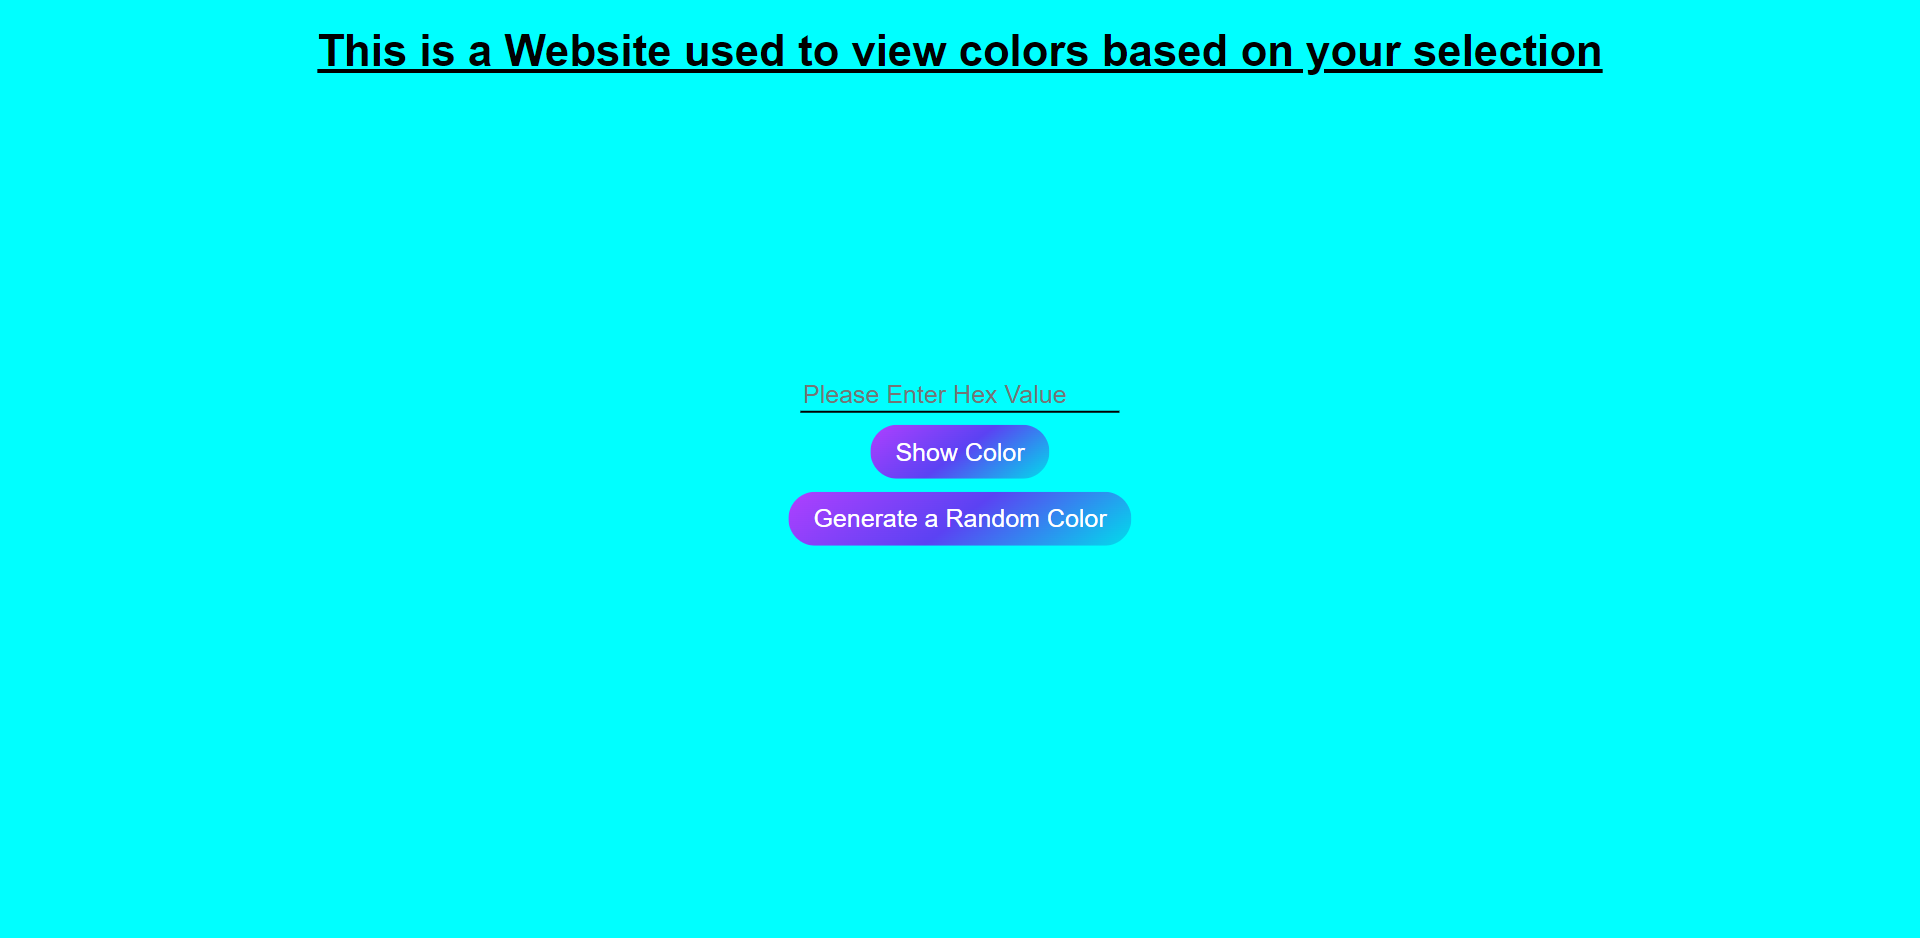 This is a Website used to view colors based on your selection
Please Enter Hex Value
Show Color
Generate a Random Color